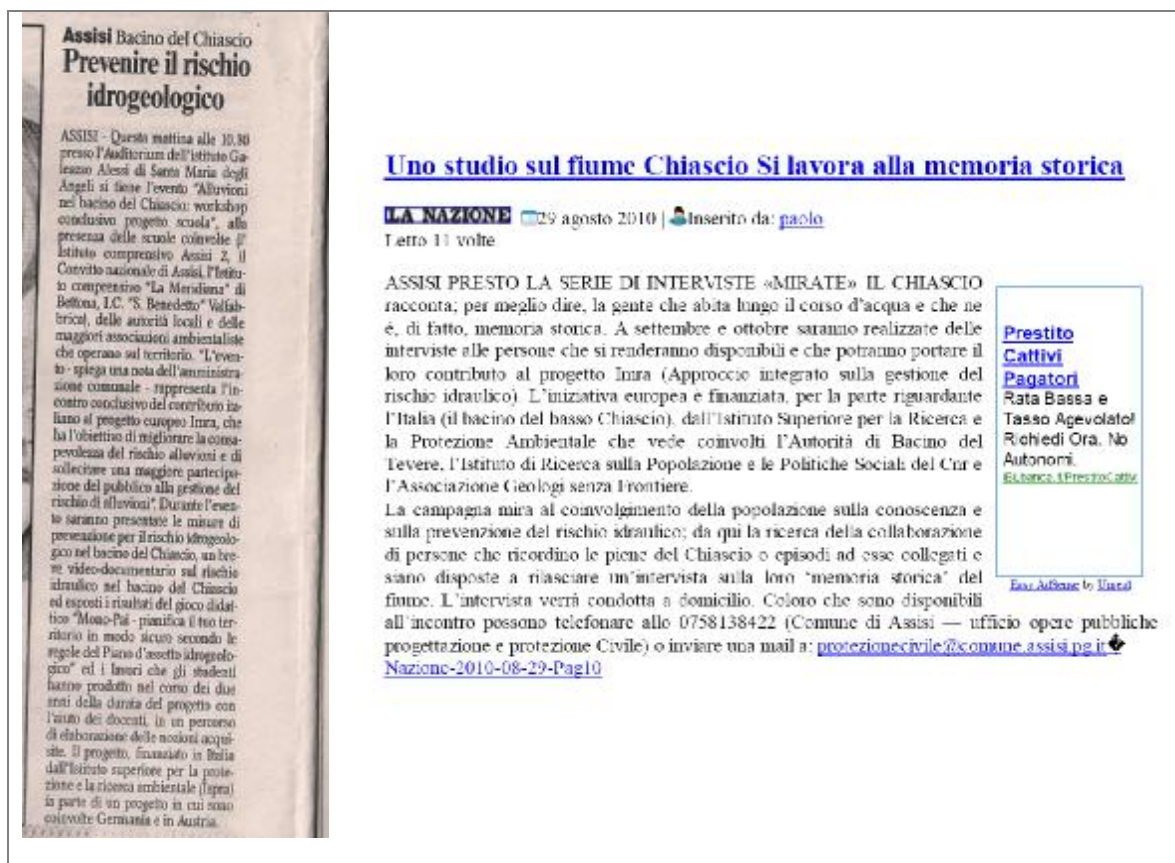 Assisi Bacino del Chiascio
Prevenire il rischio
idrogeologico
ASSISI - Questa mattina alle 10,30
presso l'Auditorium dell'istituto Ga-
leazzo Alessi di Santa Maria degli
Angeli si tiene l'evento "Alluvioni
nel bacino del Chiascio: workshop
conclusivo progetto scuola", alla
presenza delle scuole coinvolte (l'
Istituto comprensivo Assisi 2, il
Convitto nazionale di Assisi, l'Istitu-
to comprensivo "La Meridiana" di
Bettona, I.C. "S. Benedetto" Valfab-
brica), delle autorità locali e delle
maggiori associazioni ambientaliste
che operano sul territorio. "L'even-
to - spiega una nota dell'amministra-
zione comunale - rappresenta l'in-
contro conclusivo del contributo ita-
liano al progetto europeo Imra, che
ha l'obiettivo di migliorare la consa-
pevolezza del rischio alluvioni e di
sollecitare una maggiore partecipa-
zione del pubblico alla gestione del
rischio di alluvioni". Durante l'even-
to saranno presentate le misure di
prevenzione per il rischio idrogeolo-
gico nel bacino del Chiascio, un bre-
ve video-documentario sul rischio
idraulico nel bacino del Chiascio
ed esposti i risultati del gioco didat-
tico "Mono-Pai - pianifica il tuo ter-
ritorio in modo sicuro secondo le
regole del Piano d'assetto idrogeolo-
gico" ed i lavori che gli studenti
hanno prodotto nel corso dei due
anni della durata del progetto con
l'aiuto dei docenti, in un percorso
di elaborazione delle nozioni acqui-
site. Il progetto, finanziato in Italia
dall'Istituto superiore per la prote-
zione e la ricerca ambientale (Ispra)
fa parte di un progetto in cui sono
coinvolte Germania e in Austria.
Uno studio sul fiume Chiascio Si lavora alla memoria storica
LA NAZIONE 29 agosto 2010 | Inserito da: paolo
Letto 11 volte
ASSISI PRESTO LA SERIE DI INTERVISTE «MIRATE» IL CHIASCIO
racconta; per meglio dire, la gente che abita lungo il corso d'acqua e che ne
é, di fatto, memoria storica. A settembre e ottobre saranno realizzate delle
interviste alle persone che si renderanno disponibili e che potranno portare il
loro contributo al progetto Imra (Approccio integrato sulla gestione del
rischio idraulico). L'iniziativa europea é finanziata, per la parte riguardante
l'Italia (il bacino del basso Chiascio), dall'Istituto Superiore per la Ricerca e
la Protezione Ambientale che vede coinvolti l'Autorità di Bacino del
Tevere, l'Istituto di Ricerca sulla Popolazione e le Politiche Sociali del Cnr e
l'Associazione Geologi senza Frontiere.
La campagna mira al coinvolgimento della popolazione sulla conoscenza e
sulla prevenzione del rischio idraulico; da qui la ricerca della collaborazione
di persone che ricordino le piene del Chiascio o episodi ad esse collegati e
siano disposte a rilasciare un'intervista sulla loro "memoria storica" del
fiume. L'intervista verrà condotta a domicilio. Coloro che sono disponibili
all'incontro possono telefonare allo 0758138422 (Comune di Assisi — ufficio opere pubbliche
progettazione e protezione Civile) o inviare una mail a: protezionecivile@comune.assisi.pg.it
Nazione-2010-08-29-Pag10
Prestito
Cattivi
Pagatori
Rata Bassa e
Tasso Agevolato!
Richiedi Ora. No
Autonomi.
Easy AdSense by Unreal